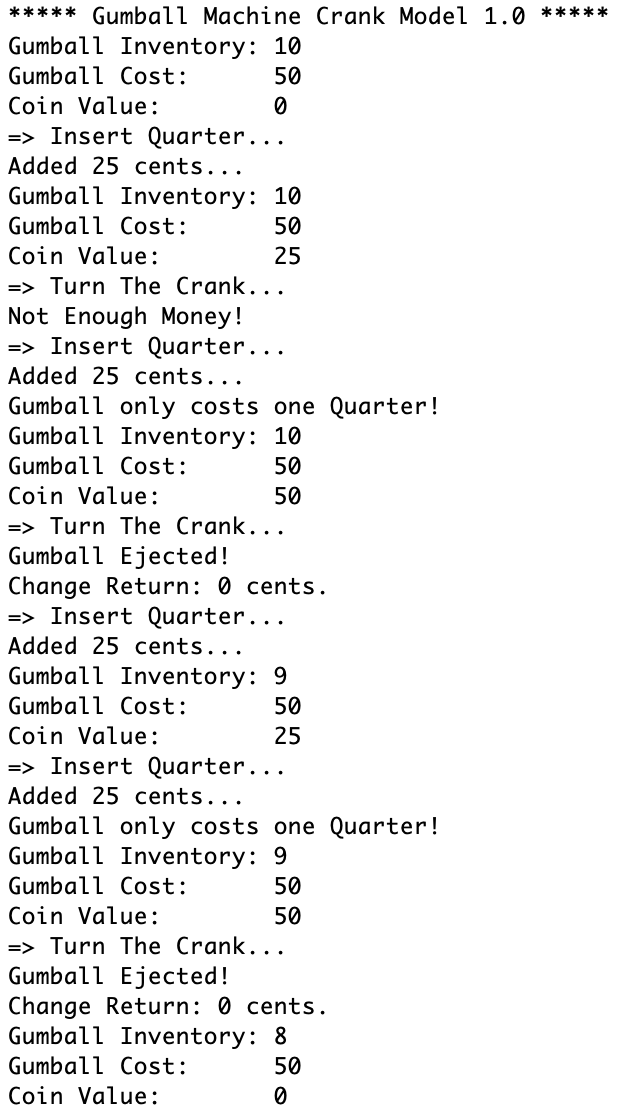 ***** Gumball Machine Crank Model 1.0 *****
Gumball Inventory: 10
Gumball Cost:      50
Coin Value:        0
=> Insert Quarter...
Added 25 cents...
Gumball Inventory: 10
Gumball Cost:      50
Coin Value:        25
=> Turn The Crank...
Not Enough Money!
=> Insert Quarter...
Added 25 cents...
Gumball only costs one Quarter!
Gumball Inventory: 10
Gumball Cost:      50
Coin Value:        50
=> Turn The Crank...
Gumball Ejected!
Change Return: 0 cents.
=> Insert Quarter...
Added 25 cents...
Gumball Inventory: 9
Gumball Cost:      50
Coin Value:        25
=> Insert Quarter...
Added 25 cents...
Gumball only costs one Quarter!
Gumball Inventory: 9
Gumball Cost:      50
Coin Value:        50
=> Turn The Crank...
Gumball Ejected!
Change Return: 0 cents.
Gumball Inventory: 8
Gumball Cost:      50
Coin Value:        0